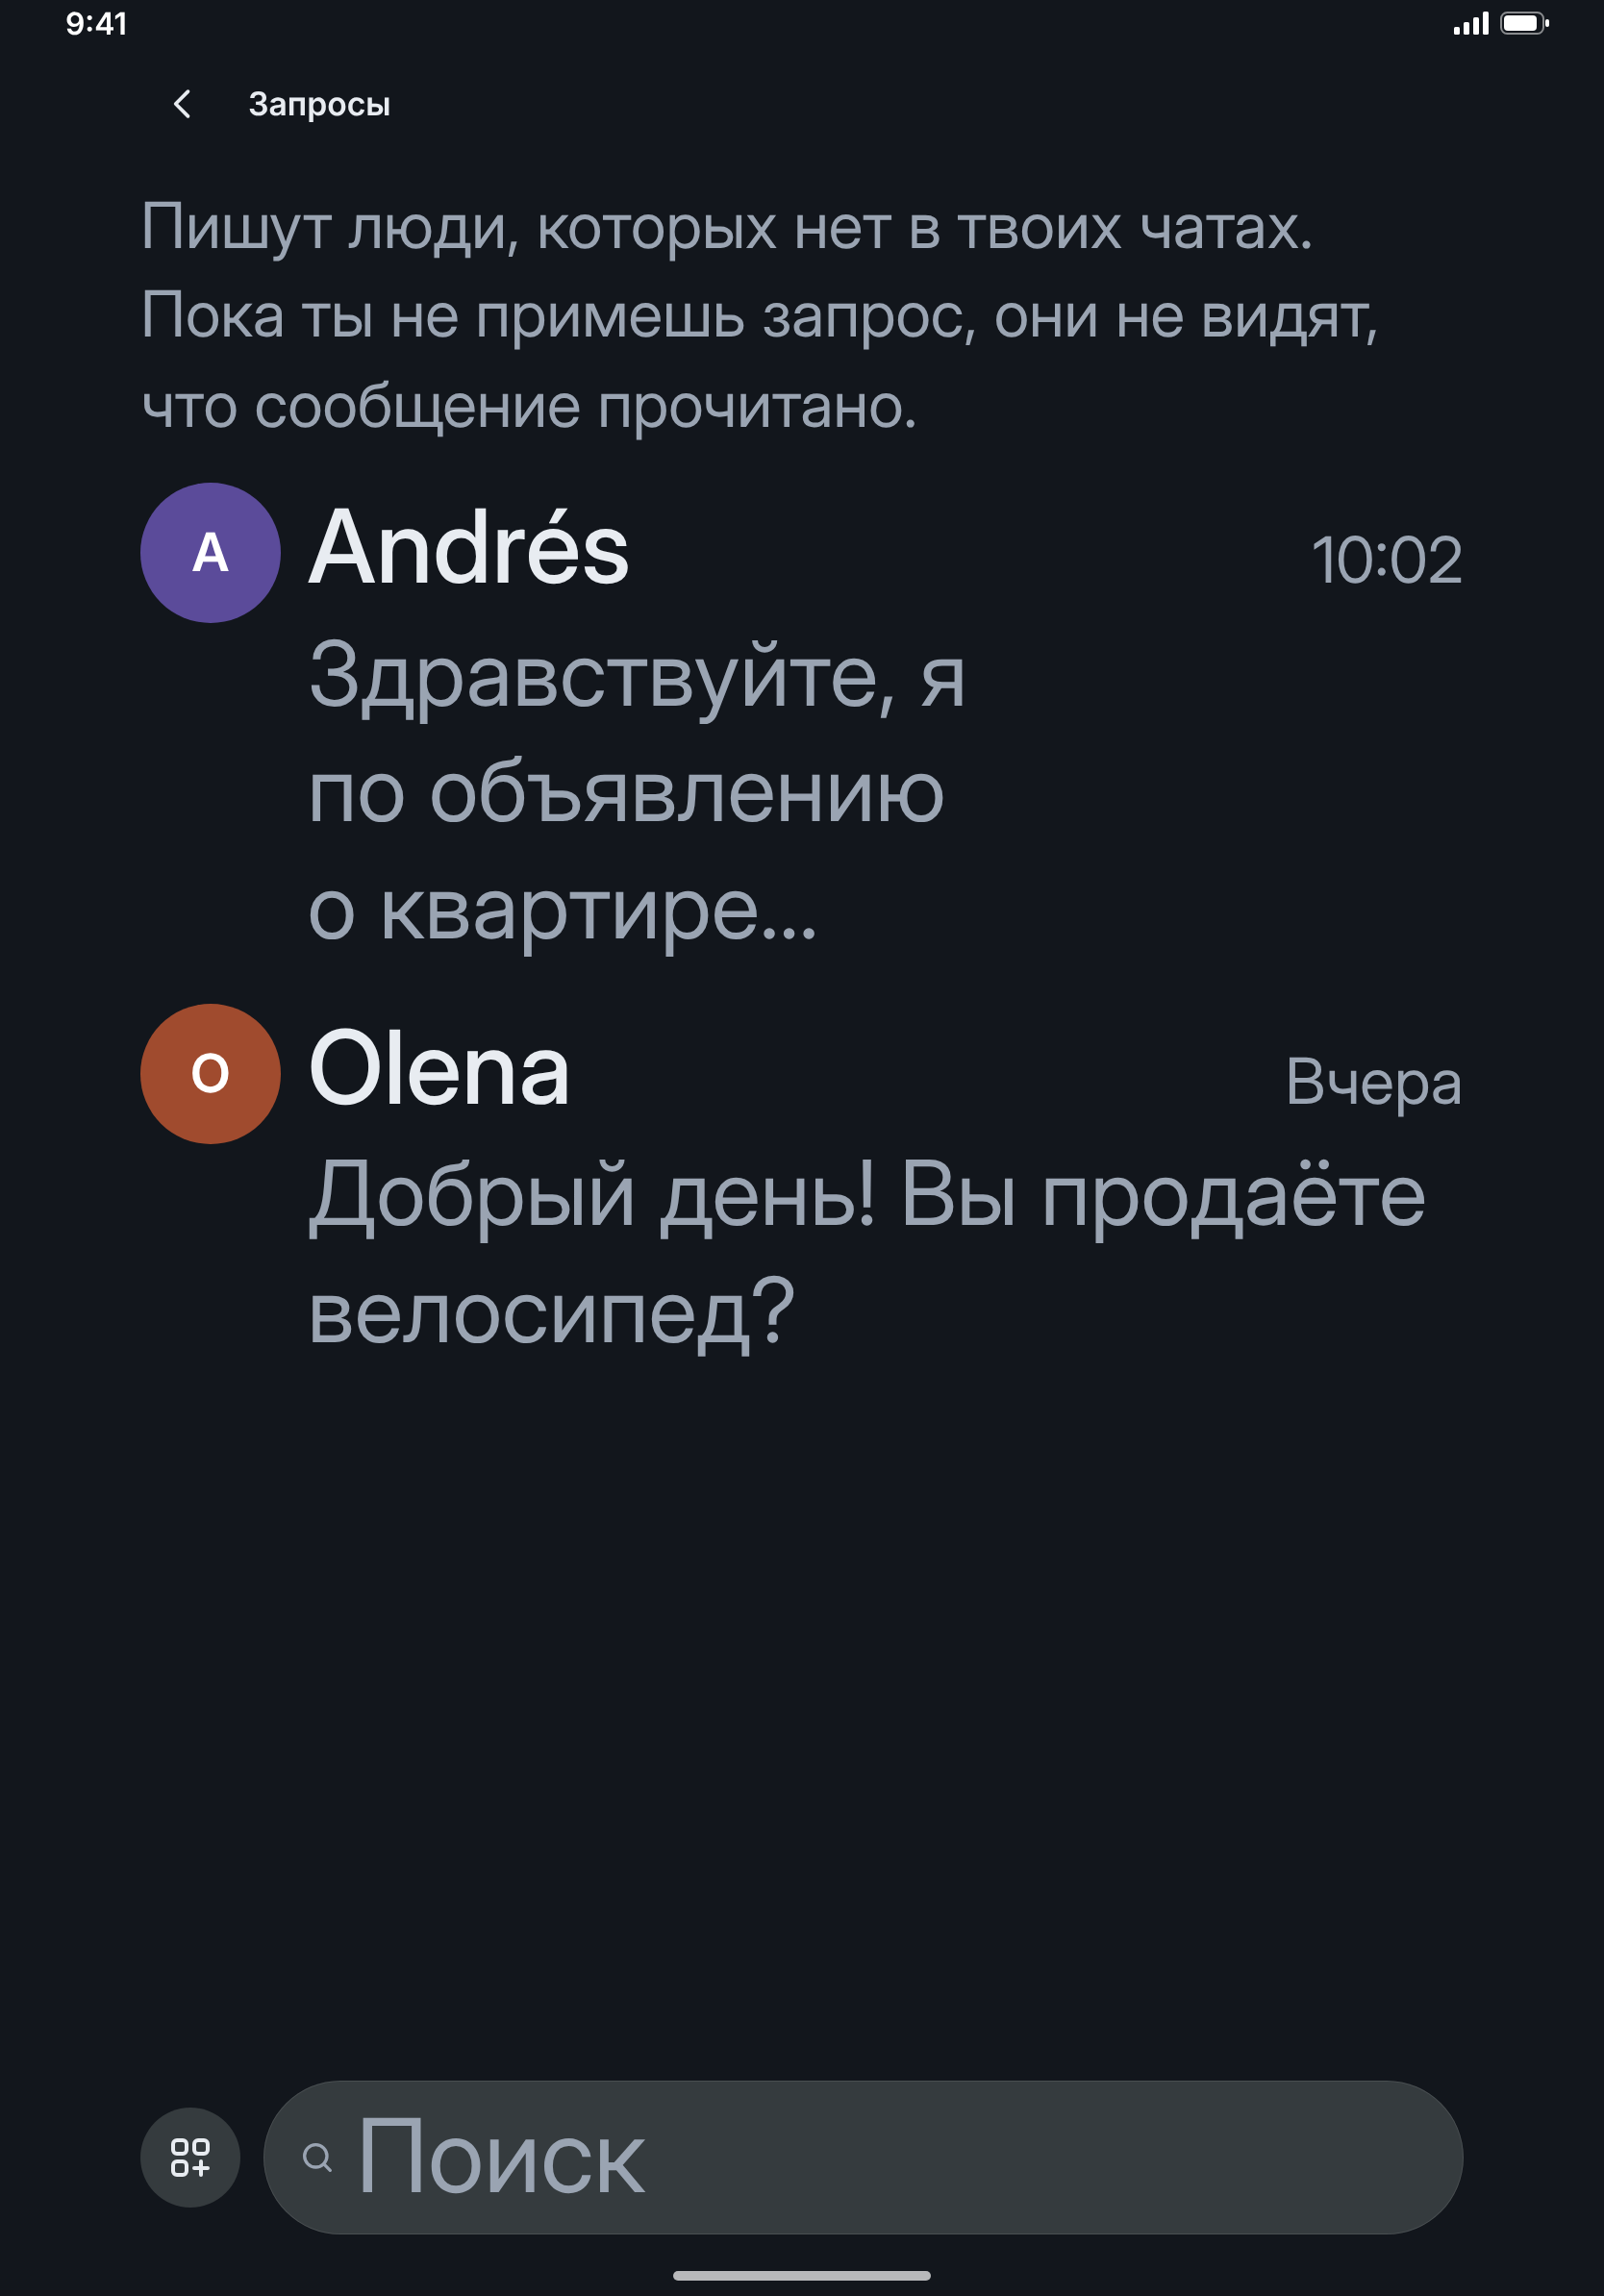 9:41
Запросы
Пишут люди, которых нет в твоих чатах.
Пока ты не примешь запрос, они не видят,
что сообщение прочитано.
A
Andrés
10:02
Здравствуйте, я
по объявлению
о квартире...
O
Olena
Вчера
Добрый день! Вы продаёте
велосипед?
Поиск